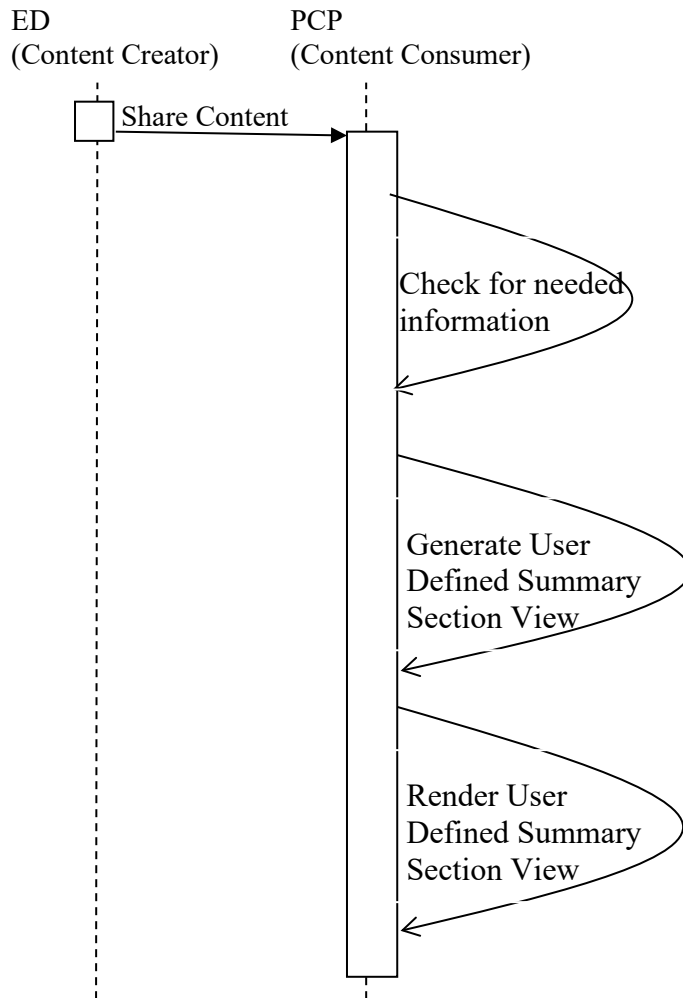 ED
(Content Creator)
PCP
(Content Consumer)
Share Content
Check for needed
information
Generate User
Defined Summary
Section View
Render User
Defined Summary
Section View